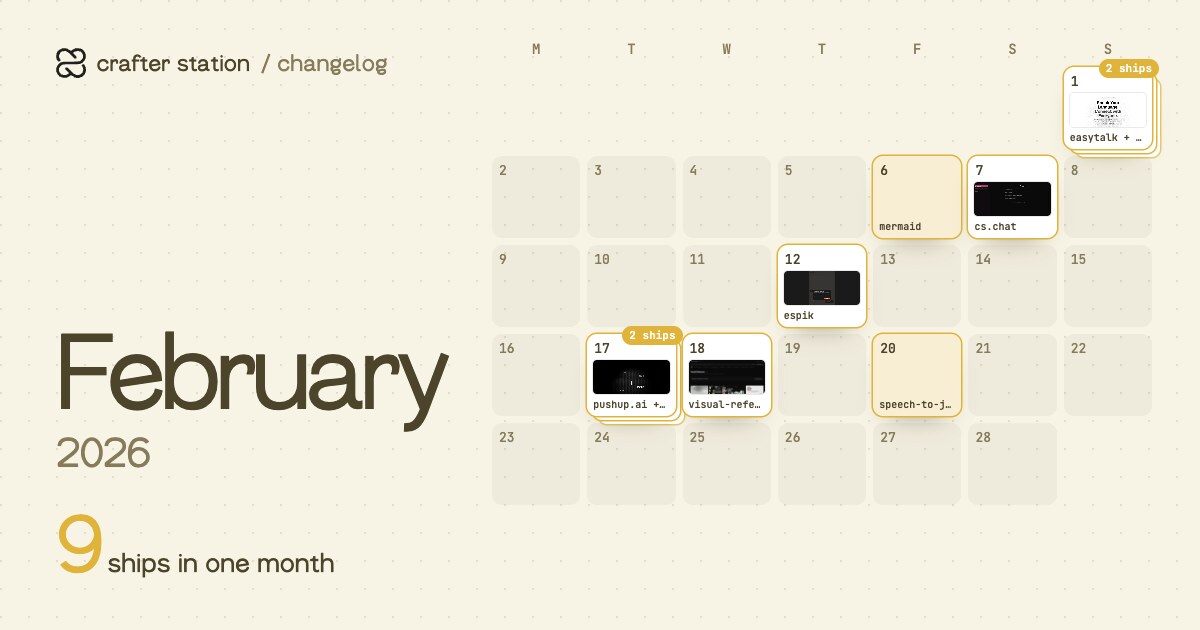 crafter station / changelog
M T W T F S S
2 ships
1
easytalk + …
2 3 4 5 6 7 8
mermaid cs.chat
9 10 11 12 13 14 15
espik
2 ships
16 17 18 19 20 21 22
pushup.ai +… visual-refe… speech-to-j…
23 24 25 26 27 28
February
2026
9 ships in one month